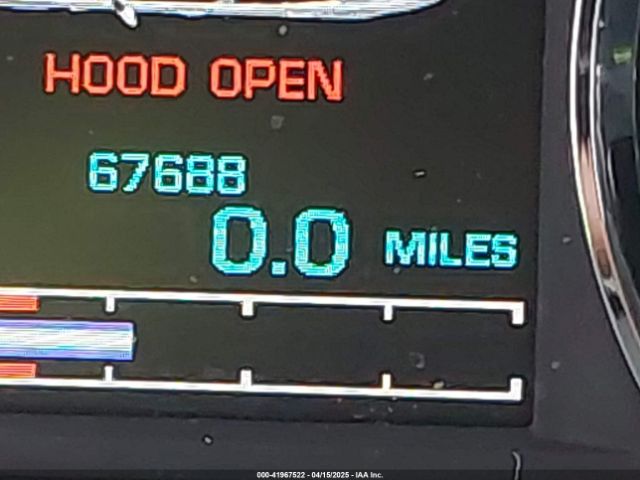 HOOD OPEN
67688
0.0 MILES
000-41967522 - 04/15/2025 - IAA Inc.